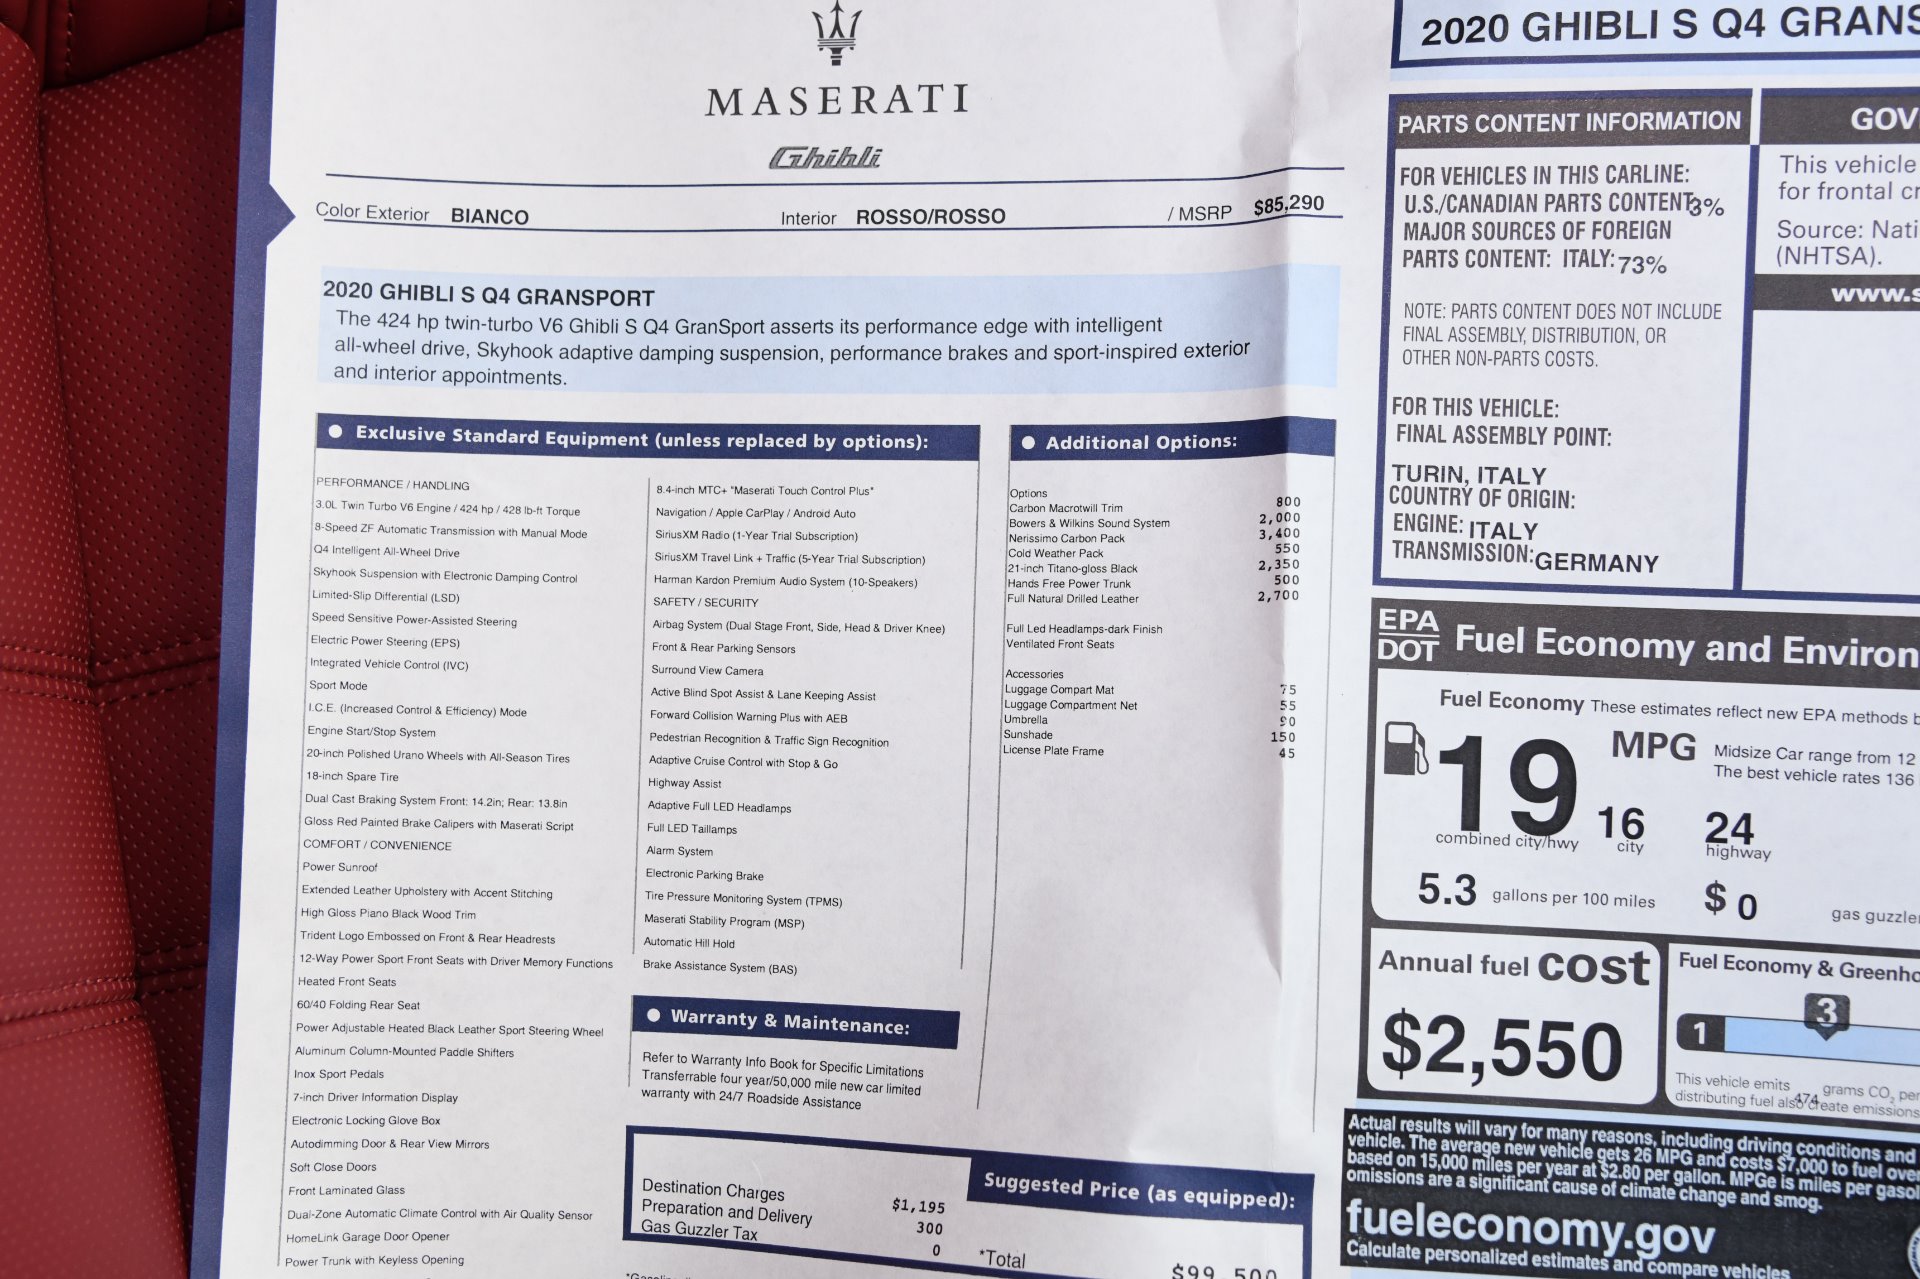 MASERATI
Ghibli
Color Exterior BIANCO Interior ROSSO/ROSSO / MSRP $85,290
2020 GHIBLI S Q4 GRANSPORT
The 424 hp twin-turbo V6 Ghibli S Q4 GranSport asserts its performance edge with intelligent
all-wheel drive, Skyhook adaptive damping suspension, performance brakes and sport-inspired exterior
and interior appointments.
Exclusive Standard Equipment (unless replaced by options):
PERFORMANCE / HANDLING
3.0L Twin Turbo V6 Engine / 424 hp / 428 lb-ft Torque
8-Speed ZF Automatic Transmission with Manual Mode
Q4 Intelligent All-Wheel Drive
Skyhook Suspension with Electronic Damping Control
Limited-Slip Differential (LSD)
Speed Sensitive Power-Assisted Steering
Electric Power Steering (EPS)
Integrated Vehicle Control (IVC)
Sport Mode
I.C.E. (Increased Control & Efficiency) Mode
Engine Start/Stop System
20-inch Polished Urano Wheels with All-Season Tires
18-inch Spare Tire
Dual Cast Braking System Front: 14.2in; Rear: 13.8in
Gloss Red Painted Brake Calipers with Maserati Script
COMFORT / CONVENIENCE
Power Sunroof
Extended Leather Upholstery with Accent Stitching
High Gloss Piano Black Wood Trim
Trident Logo Embossed on Front & Rear Headrests
12-Way Power Sport Front Seats with Driver Memory Functions
Heated Front Seats
60/40 Folding Rear Seat
Power Adjustable Heated Black Leather Sport Steering Wheel
Aluminum Column-Mounted Paddle Shifters
Inox Sport Pedals
7-inch Driver Information Display
Electronic Locking Glove Box
Autodimming Door & Rear View Mirrors
Soft Close Doors
Front Laminated Glass
Dual-Zone Automatic Climate Control with Air Quality Sensor
HomeLink Garage Door Opener
Power Trunk with Keyless Opening
8.4-inch MTC+ "Maserati Touch Control Plus"
Navigation / Apple CarPlay / Android Auto
SiriusXM Radio (1-Year Trial Subscription)
SiriusXM Travel Link + Traffic (5-Year Trial Subscription)
Harman Kardon Premium Audio System (10-Speakers)
SAFETY / SECURITY
Airbag System (Dual Stage Front, Side, Head & Driver Knee)
Front & Rear Parking Sensors
Surround View Camera
Active Blind Spot Assist & Lane Keeping Assist
Forward Collision Warning Plus with AEB
Pedestrian Recognition & Traffic Sign Recognition
Adaptive Cruise Control with Stop & Go
Highway Assist
Adaptive Full LED Headlamps
Full LED Taillamps
Alarm System
Electronic Parking Brake
Tire Pressure Monitoring System (TPMS)
Maserati Stability Program (MSP)
Automatic Hill Hold
Brake Assistance System (BAS)
Warranty & Maintenance:
Refer to Warranty Info Book for Specific Limitations
Transferrable four year/50,000 mile new car limited
warranty with 24/7 Roadside Assistance
Additional Options:
Options
Carbon Macrotwill Trim 800
Bowers & Wilkins Sound System 2,000
Nerissimo Carbon Pack 3,400
Cold Weather Pack 550
21-inch Titano-gloss Black 2,350
Hands Free Power Trunk 500
Full Natural Drilled Leather 2,700
Full Led Headlamps-dark Finish
Ventilated Front Seats
Accessories
Luggage Compart Mat 75
Luggage Compartment Net 55
Umbrella 90
Sunshade 150
License Plate Frame 45
Destination Charges $1,195
Preparation and Delivery 300
Gas Guzzler Tax 0
Suggested Price (as equipped):
*Total $99,500
2020 GHIBLI S Q4 GRANS
PARTS CONTENT INFORMATION
FOR VEHICLES IN THIS CARLINE:
U.S./CANADIAN PARTS CONTENT: 3%
MAJOR SOURCES OF FOREIGN
PARTS CONTENT: ITALY: 73%
NOTE: PARTS CONTENT DOES NOT INCLUDE
FINAL ASSEMBLY, DISTRIBUTION, OR
OTHER NON-PARTS COSTS.
FOR THIS VEHICLE:
FINAL ASSEMBLY POINT:
TURIN, ITALY
COUNTRY OF ORIGIN:
ENGINE: ITALY
TRANSMISSION: GERMANY
GOV
This vehicle
for frontal cr
Source: Nati
(NHTSA).
www.s
EPA
DOT
Fuel Economy and Environ
Fuel Economy These estimates reflect new EPA methods b
19 MPG
combined city/hwy
16
city
24
highway
Midsize Car range from 12
The best vehicle rates 136
5.3 gallons per 100 miles
$ 0 gas guzzler
Annual fuel cost
$2,550
Fuel Economy & Greenho
1
3
This vehicle emits 474 grams CO2 per
distributing fuel also create emissions
Actual results will vary for many reasons, including driving conditions and
vehicle. The average new vehicle gets 26 MPG and costs $7,000 to fuel over
based on 15,000 miles per year at $2.80 per gallon. MPGe is miles per gasol
omissions are a significant cause of climate change and smog.
fueleconomy.gov
Calculate personalized estimates and compare vehicles